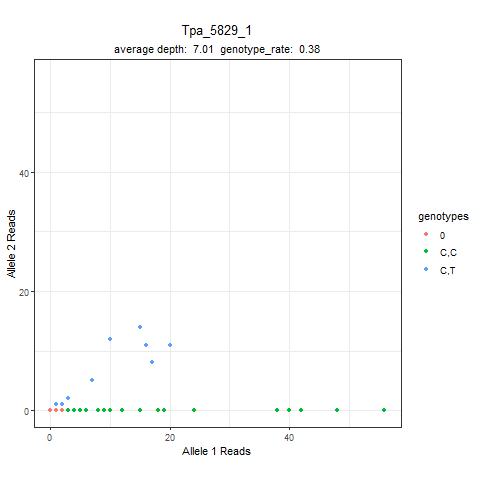 Tpa_5829_1
average depth:  7.01  genotype_rate:  0.38
Allele 2 Reads
40
20
0
0
20
40
Allele 1 Reads
genotypes
0
C,C
C,T